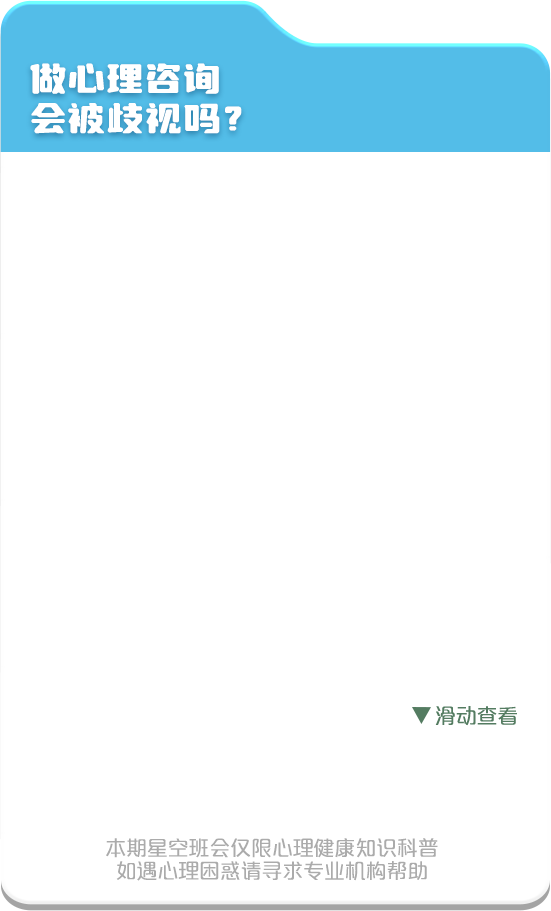 做心理咨询
会被歧视吗?
▼滑动查看
本期星空班会仅限心理健康知识科普
如遇心理困惑请寻求专业机构帮助